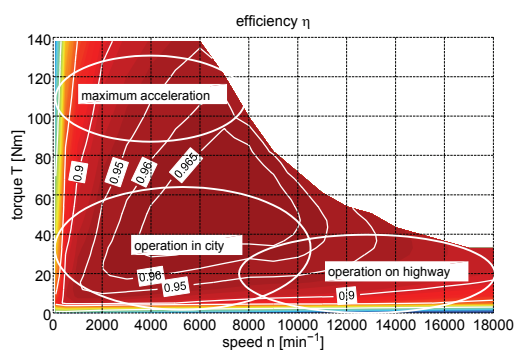 efficiency η
140
120
100
80
60
40
20
0
torque T [Nm]
maximum acceleration
0.9
0.95
0.96
0.965
operation in city
operation on highway
0.96
0.95
0.9
0 2000 4000 6000 8000 10000 12000 14000 16000 18000
speed n [min⁻¹]